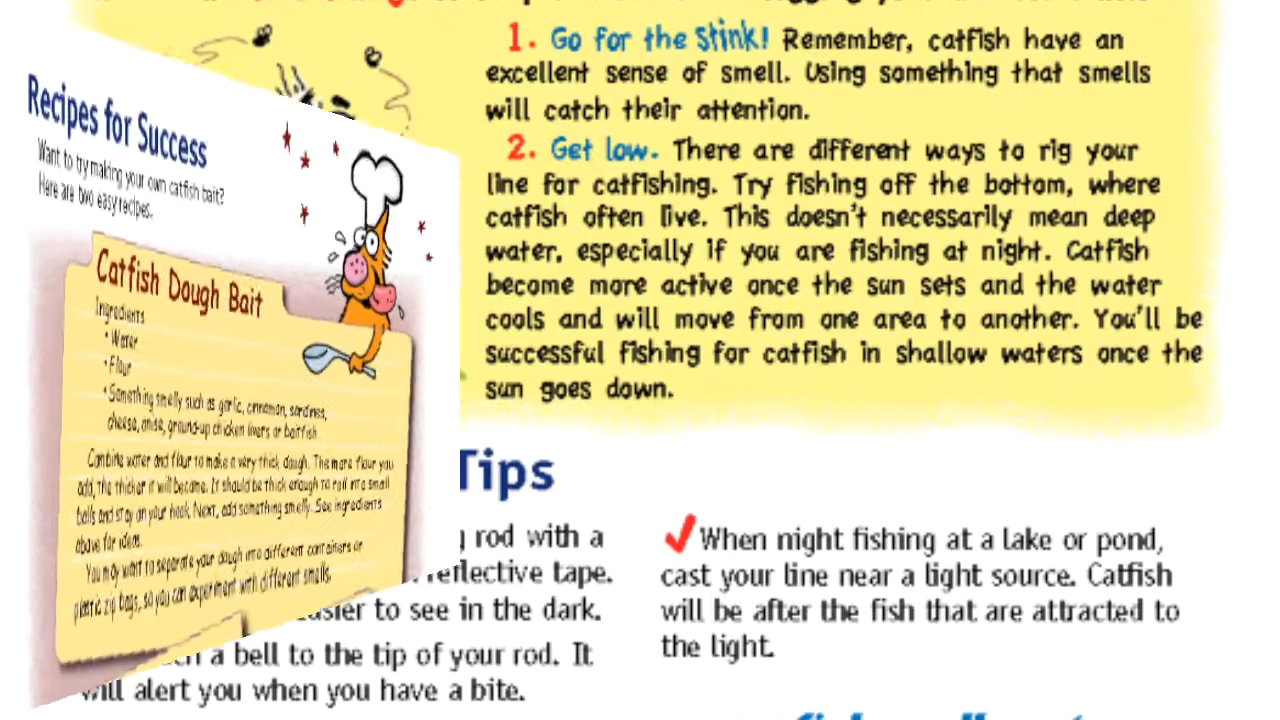 1. Go for the Stink! Remember, catfish have an
excellent sense of smell. Using something that smells
will catch their attention.
2. Get low. There are different ways to rig your
line for catfishing. Try fishing off the bottom, where
catfish often live. This doesn't necessarily mean deep
water, especially if you are fishing at night. Catfish
become more active once the sun sets and the water
cools and will move from one area to another. You'll be
successful fishing for catfish in shallow waters once the
sun goes down.
Recipes for Success
Want to try making your own catfish bait?
Here are two easy recipes.
Catfish Dough Bait
Ingredients
• Water
• Flour
• Something smelly such as garlic, cinnamon, sardines,
cheese, anise, ground-up chicken livers or baitfish
Combine water and flour to make a very thick dough. The more flour you
add, the thicker it will become. It should be thick enough to roll into small
balls and stay on your hook. Next, add something smelly. See ingredients
above for ideas.
You may want to separate your dough into different containers or
plastic zip bags, so you can experiment with different smells.
Tips
rod with a
reflective tape.
easier to see in the dark.
a bell to the tip of your rod. It
will alert you when you have a bite.
✓ When night fishing at a lake or pond,
cast your line near a light source. Catfish
will be after the fish that are attracted to
the light.